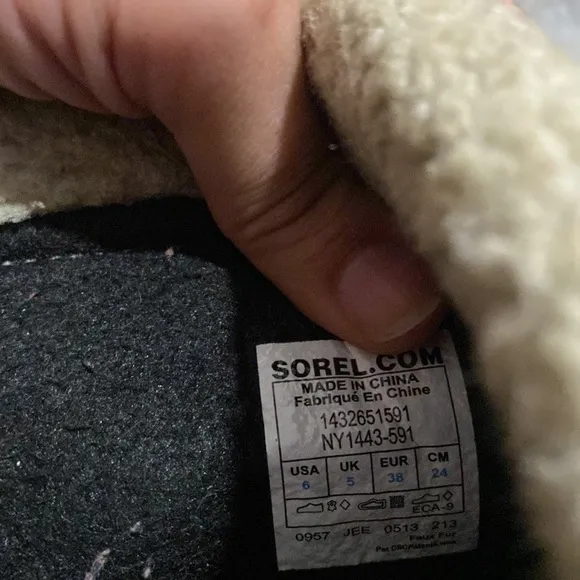 SOREL.COM
MADE IN CHINA
Fabriqué En Chine
1432651591
NY1443-591
USA UK EUR CM
6 5 38 24
ECA-9
0957 JEE 0513 213
Faux Fur
Pat